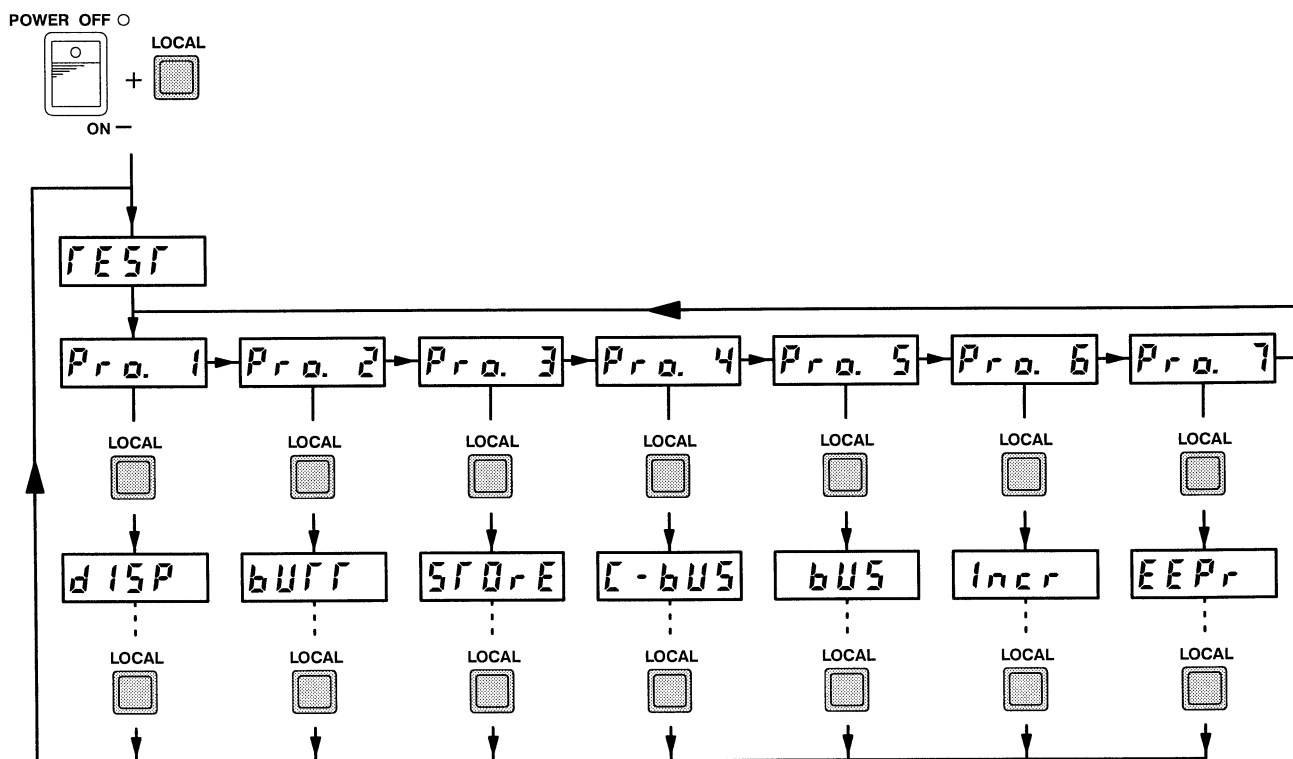 POWER OFF
LOCAL
+
ON
TEST
Pro. 1 Pro. 2 Pro. 3 Pro. 4 Pro. 5 Pro. 6 Pro. 7
LOCAL LOCAL LOCAL LOCAL LOCAL LOCAL LOCAL
dISP bUTT STOrE C-bUS bUS Incr EEPr
LOCAL LOCAL LOCAL LOCAL LOCAL LOCAL LOCAL